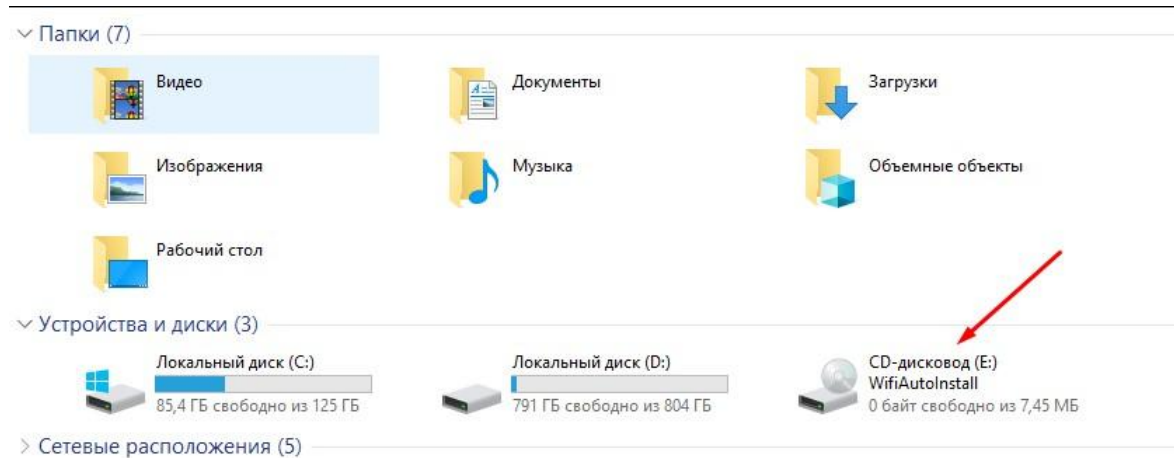 Папки (7)
Видео
Документы
Загрузки
Изображения
Музыка
Объемные объекты
Рабочий стол
Устройства и диски (3)
Локальный диск (C:)
85,4 ГБ свободно из 125 ГБ
Локальный диск (D:)
791 ГБ свободно из 804 ГБ
CD-дисковод (E:)
WifiAutoInstall
0 байт свободно из 7,45 МБ
Сетевые расположения (5)